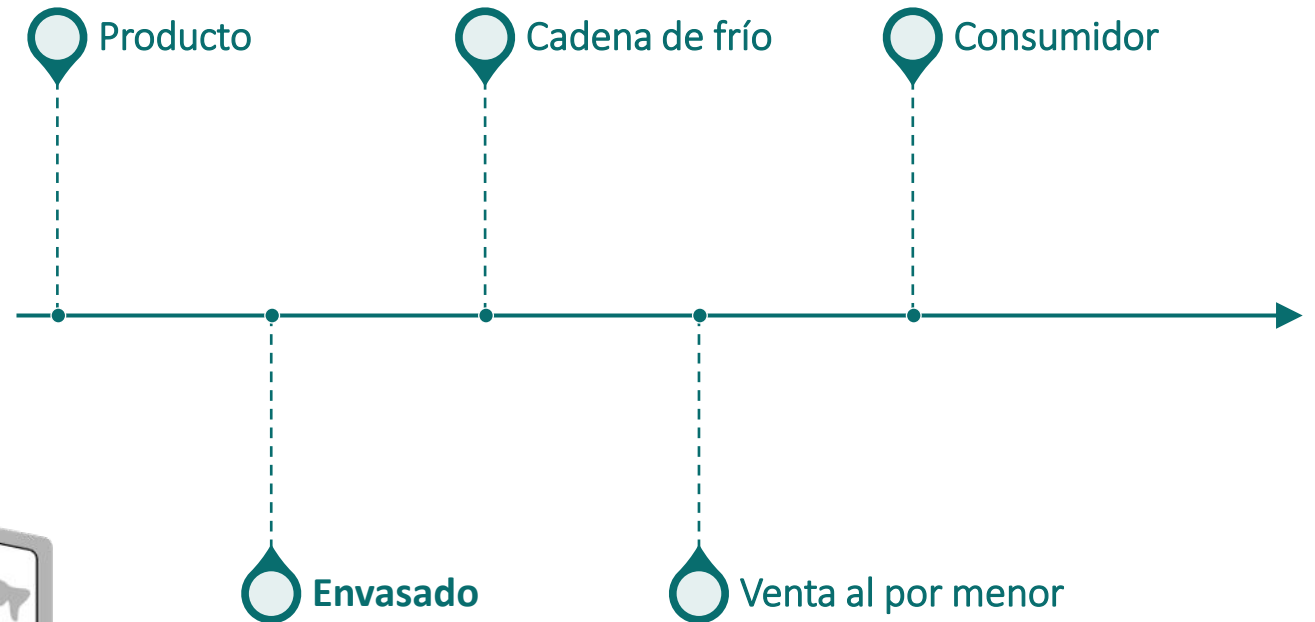 Producto
Cadena de frío
Consumidor
Envasado
Venta al por menor